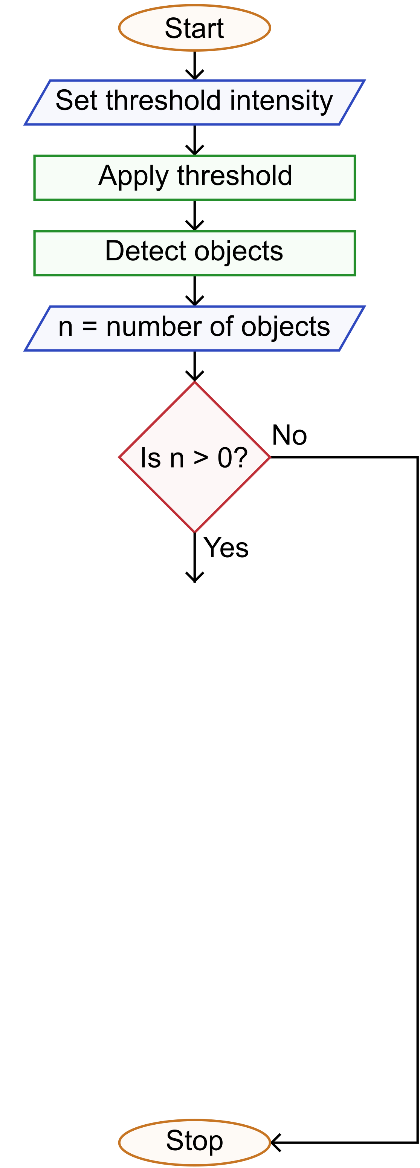 Start
Set threshold intensity
Apply threshold
Detect objects
n = number of objects
Is n > 0?
No
Yes
Stop